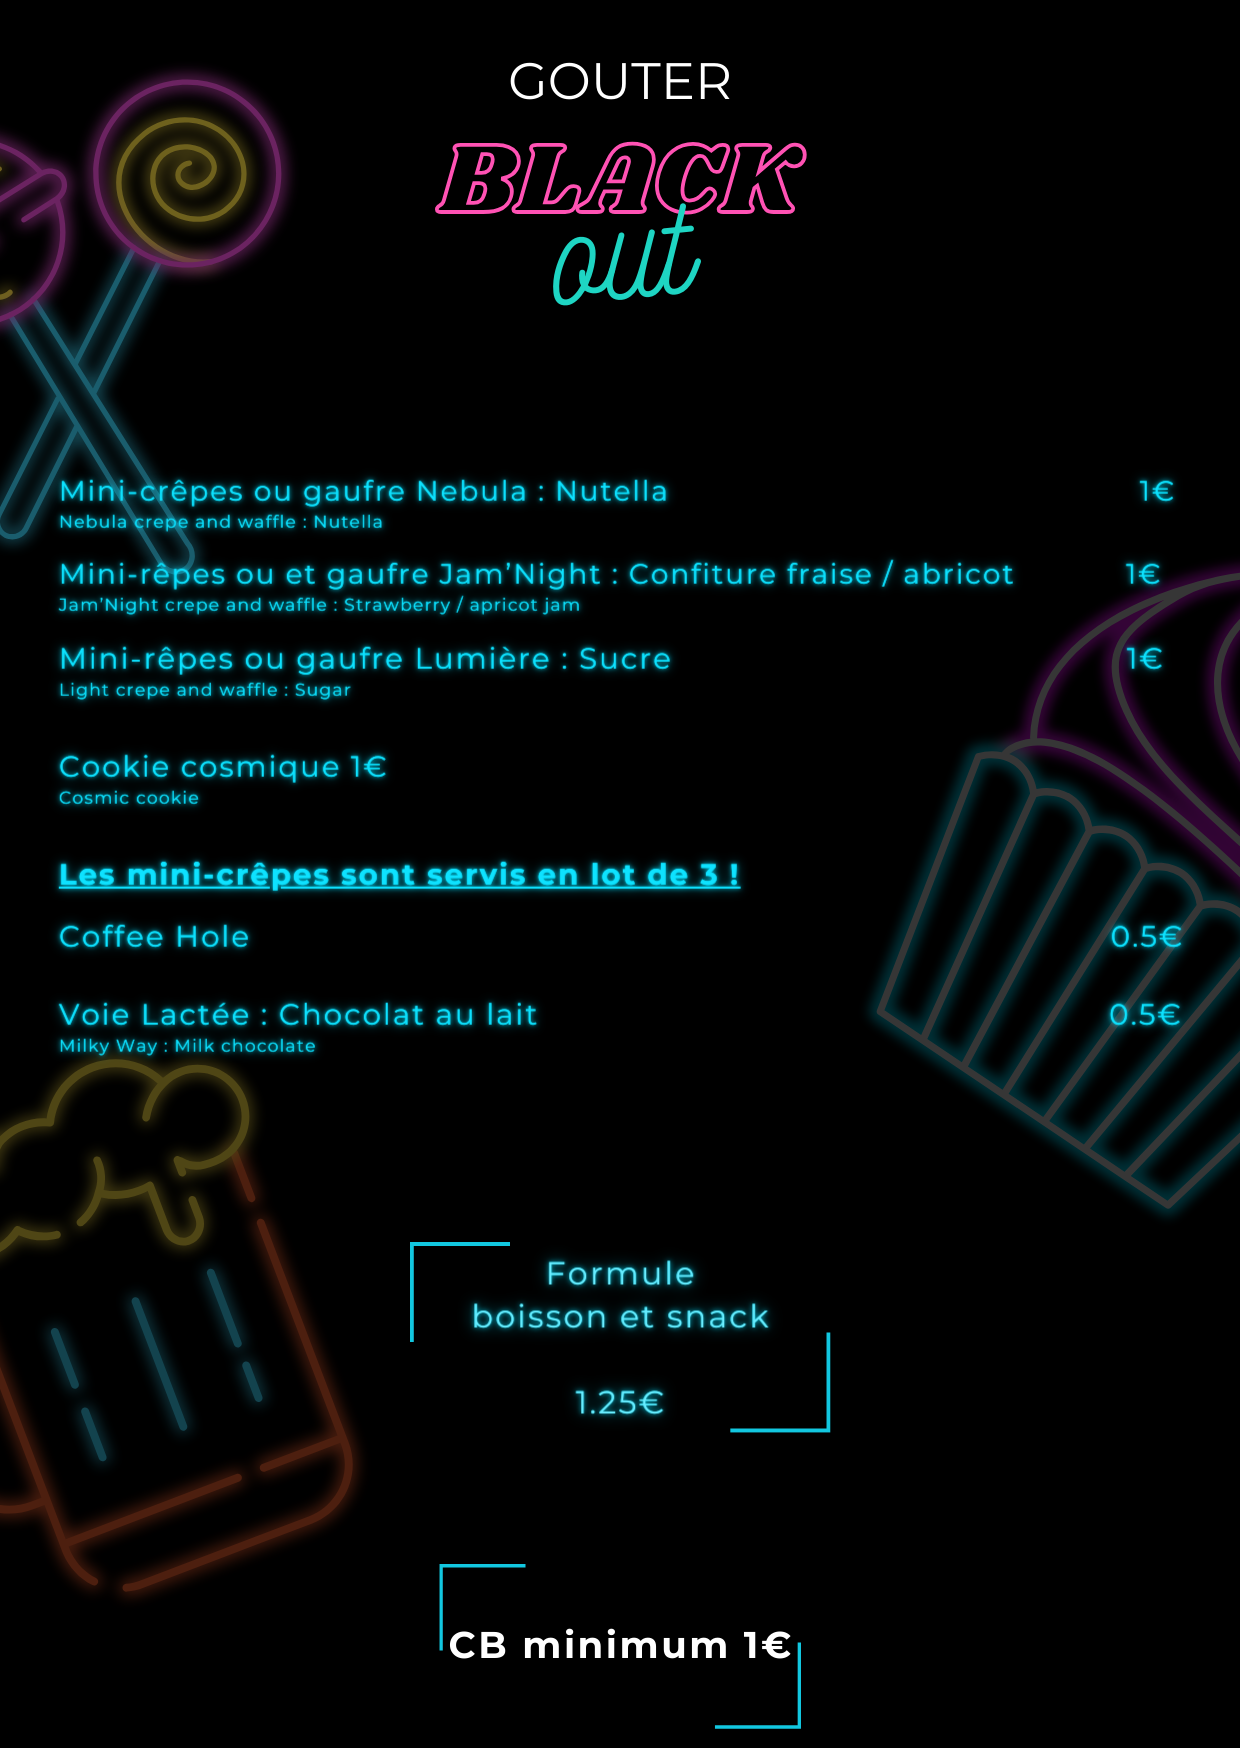 GOUTER
BLACK
out
Mini-crêpes ou gaufre Nebula : Nutella 1€
Nebula crepe and waffle : Nutella
Mini-rêpes ou et gaufre Jam’Night : Confiture fraise / abricot 1€
Jam’Night crepe and waffle : Strawberry / apricot jam
Mini-rêpes ou gaufre Lumière : Sucre 1€
Light crepe and waffle : Sugar
Cookie cosmique 1€
Cosmic cookie
Les mini-crêpes sont servis en lot de 3 !
Coffee Hole 0.5€
Voie Lactée : Chocolat au lait 0.5€
Milky Way : Milk chocolate
Formule
boisson et snack
1.25€
CB minimum 1€